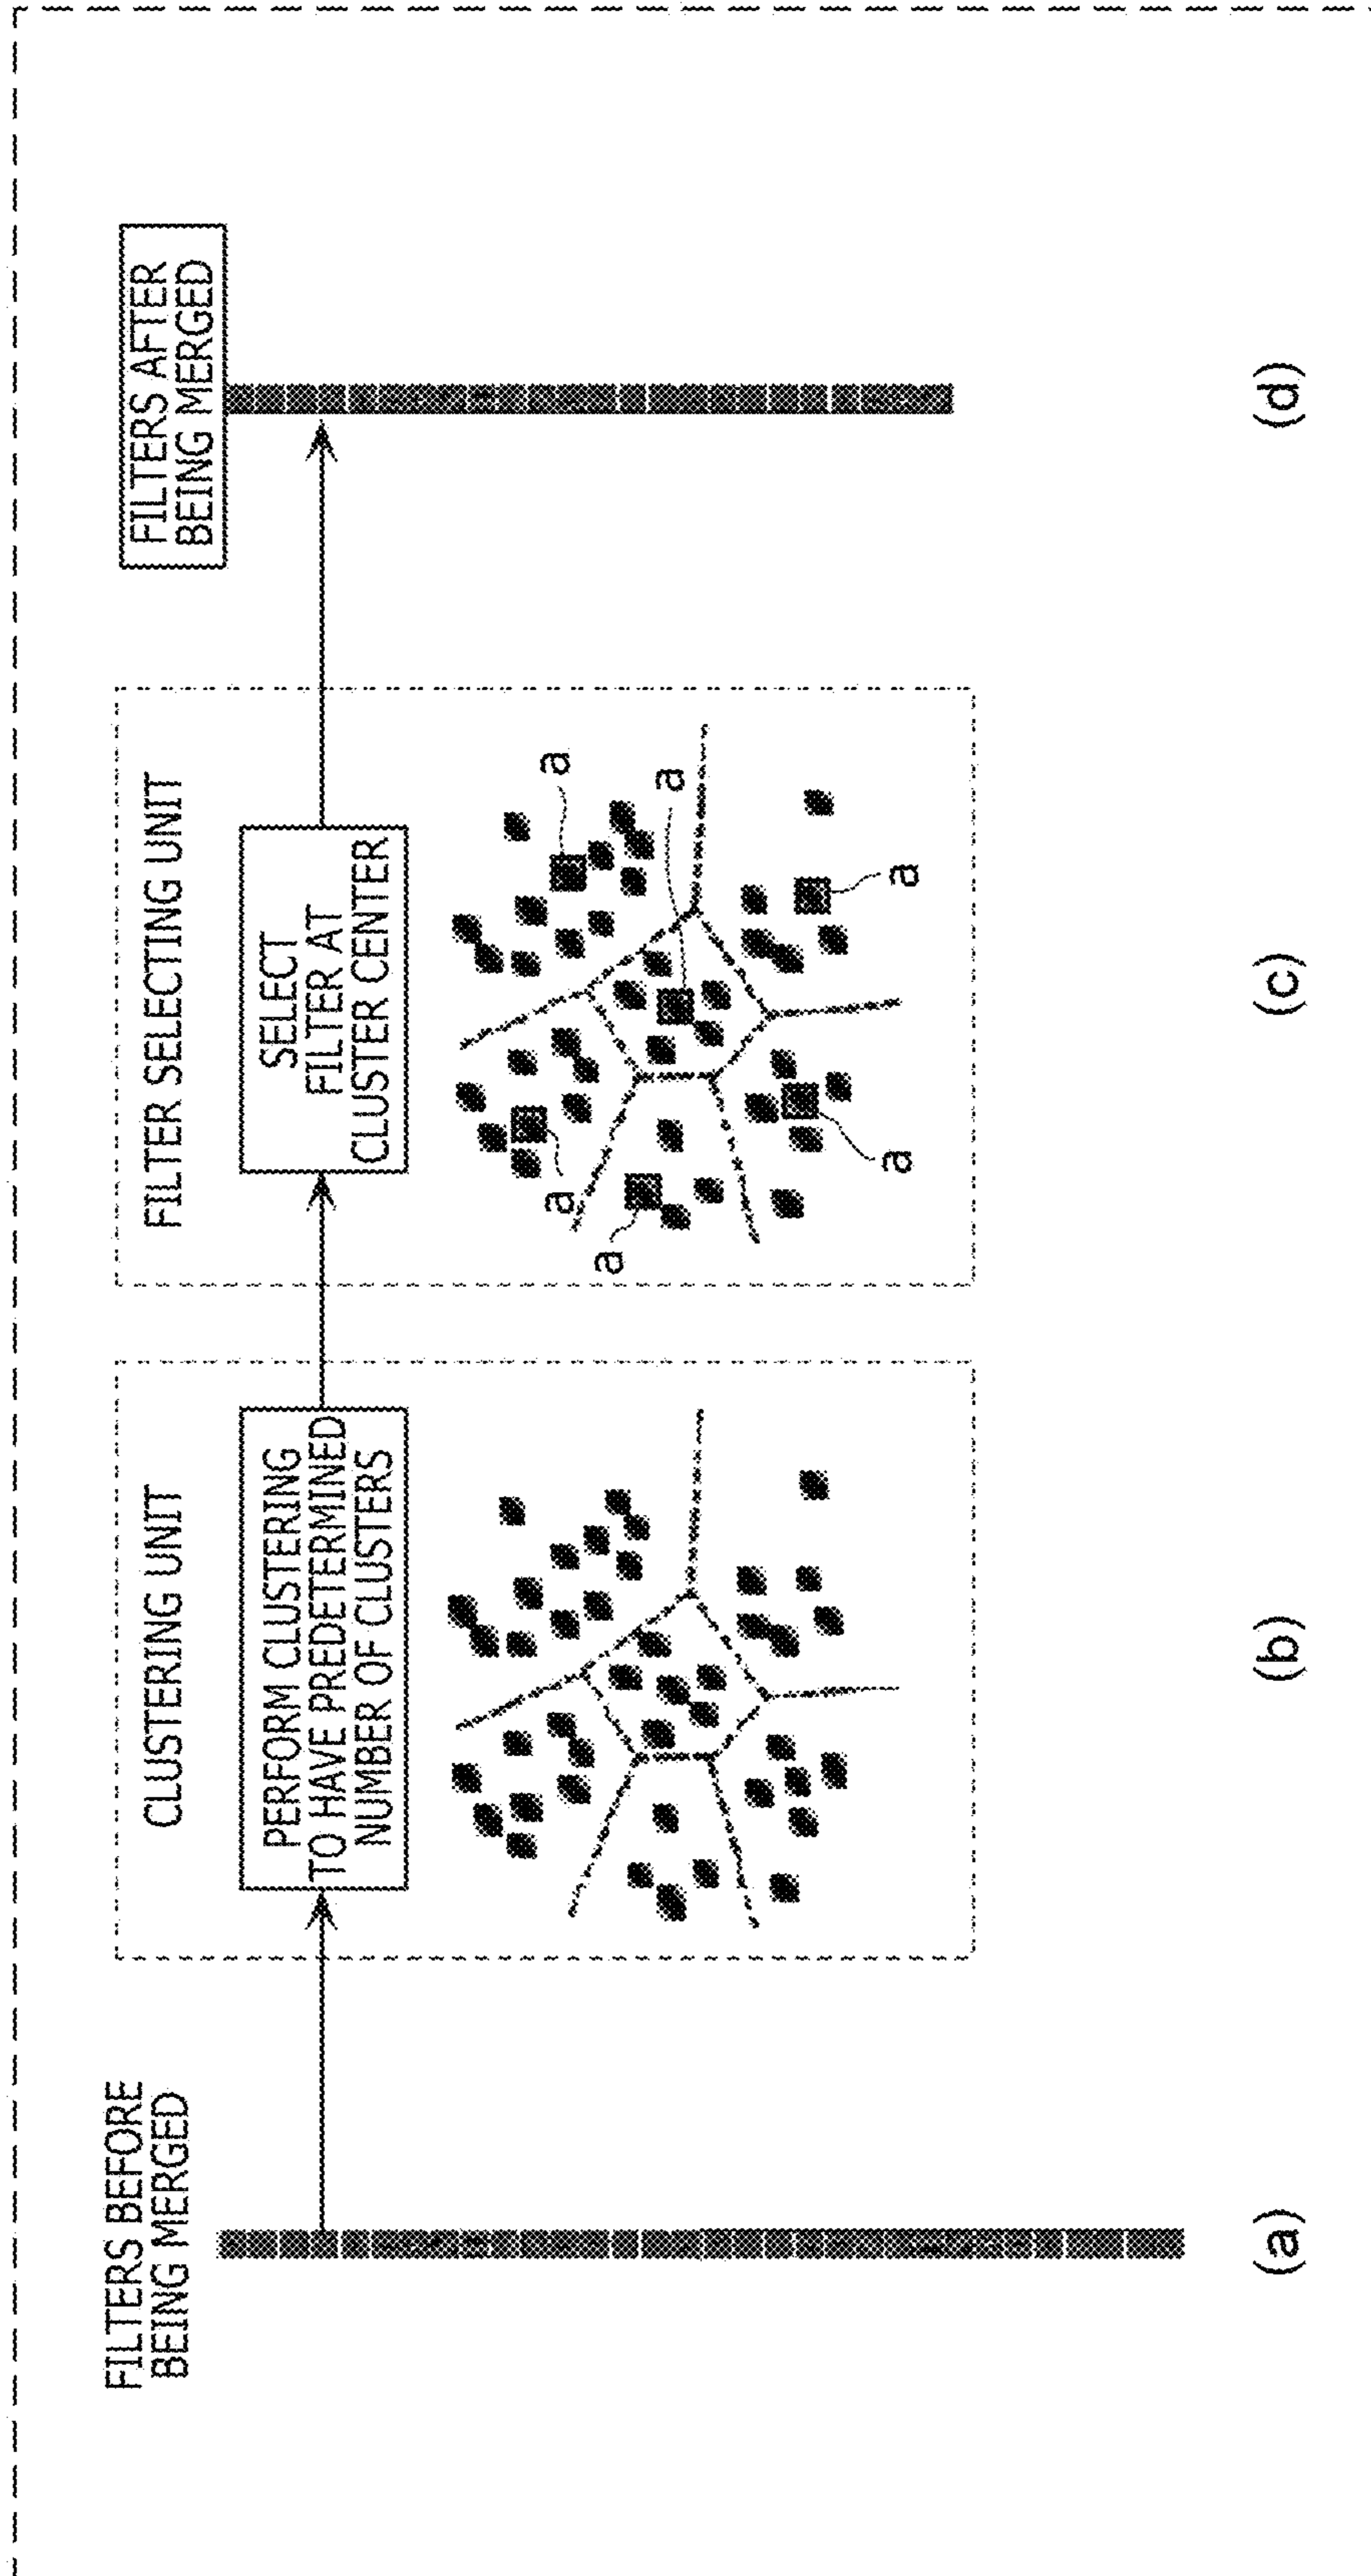 FILTERS BEFORE
BEING MERGED
(a)
CLUSTERING UNIT
PERFORM CLUSTERING
TO HAVE PREDETERMINED
NUMBER OF CLUSTERS
(b)
FILTER SELECTING UNIT
SELECT
FILTER AT
CLUSTER CENTER
a
a
a
a
a
a
(c)
FILTERS AFTER
BEING MERGED
(d)